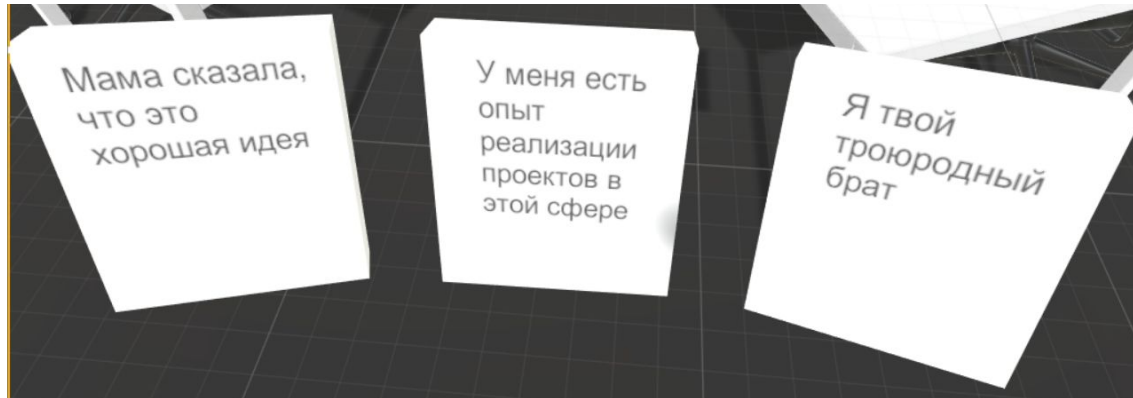 Мама сказала,
что это
хорошая идея
У меня есть
опыт
реализации
проектов в
этой сфере
Я твой
троюродный
брат